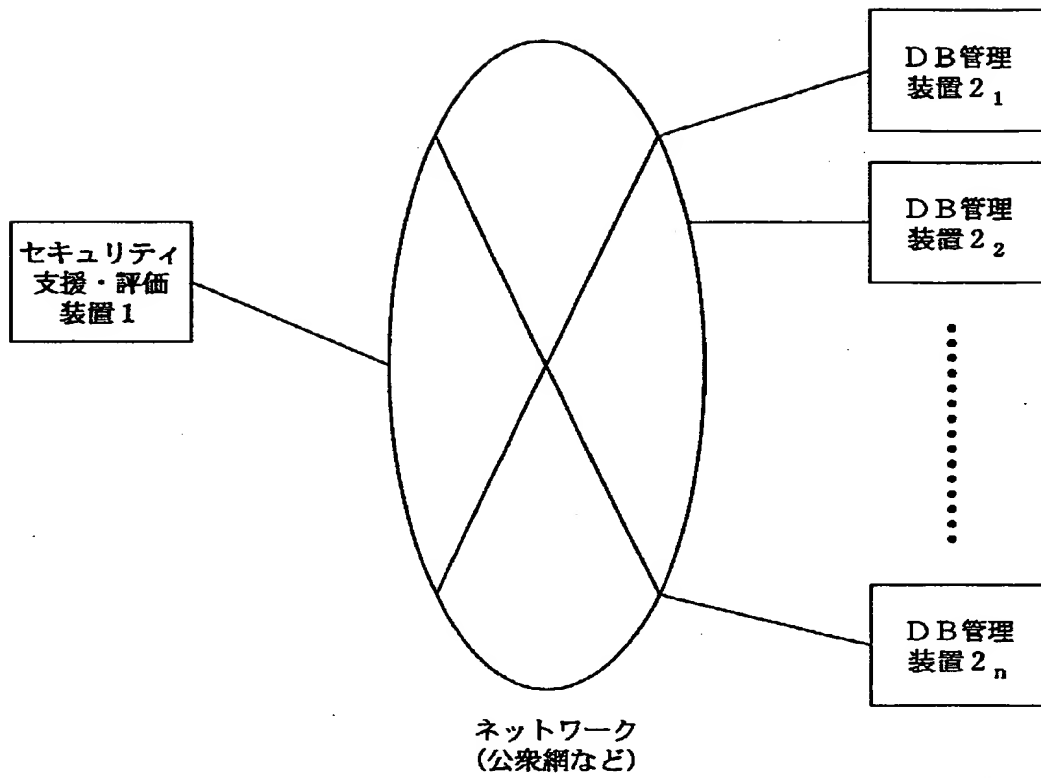 DB管理
装置2₁
DB管理
装置2₂
セキュリティ
支援・評価
装置1
DB管理
装置2ₙ
ネットワーク
(公衆網など)